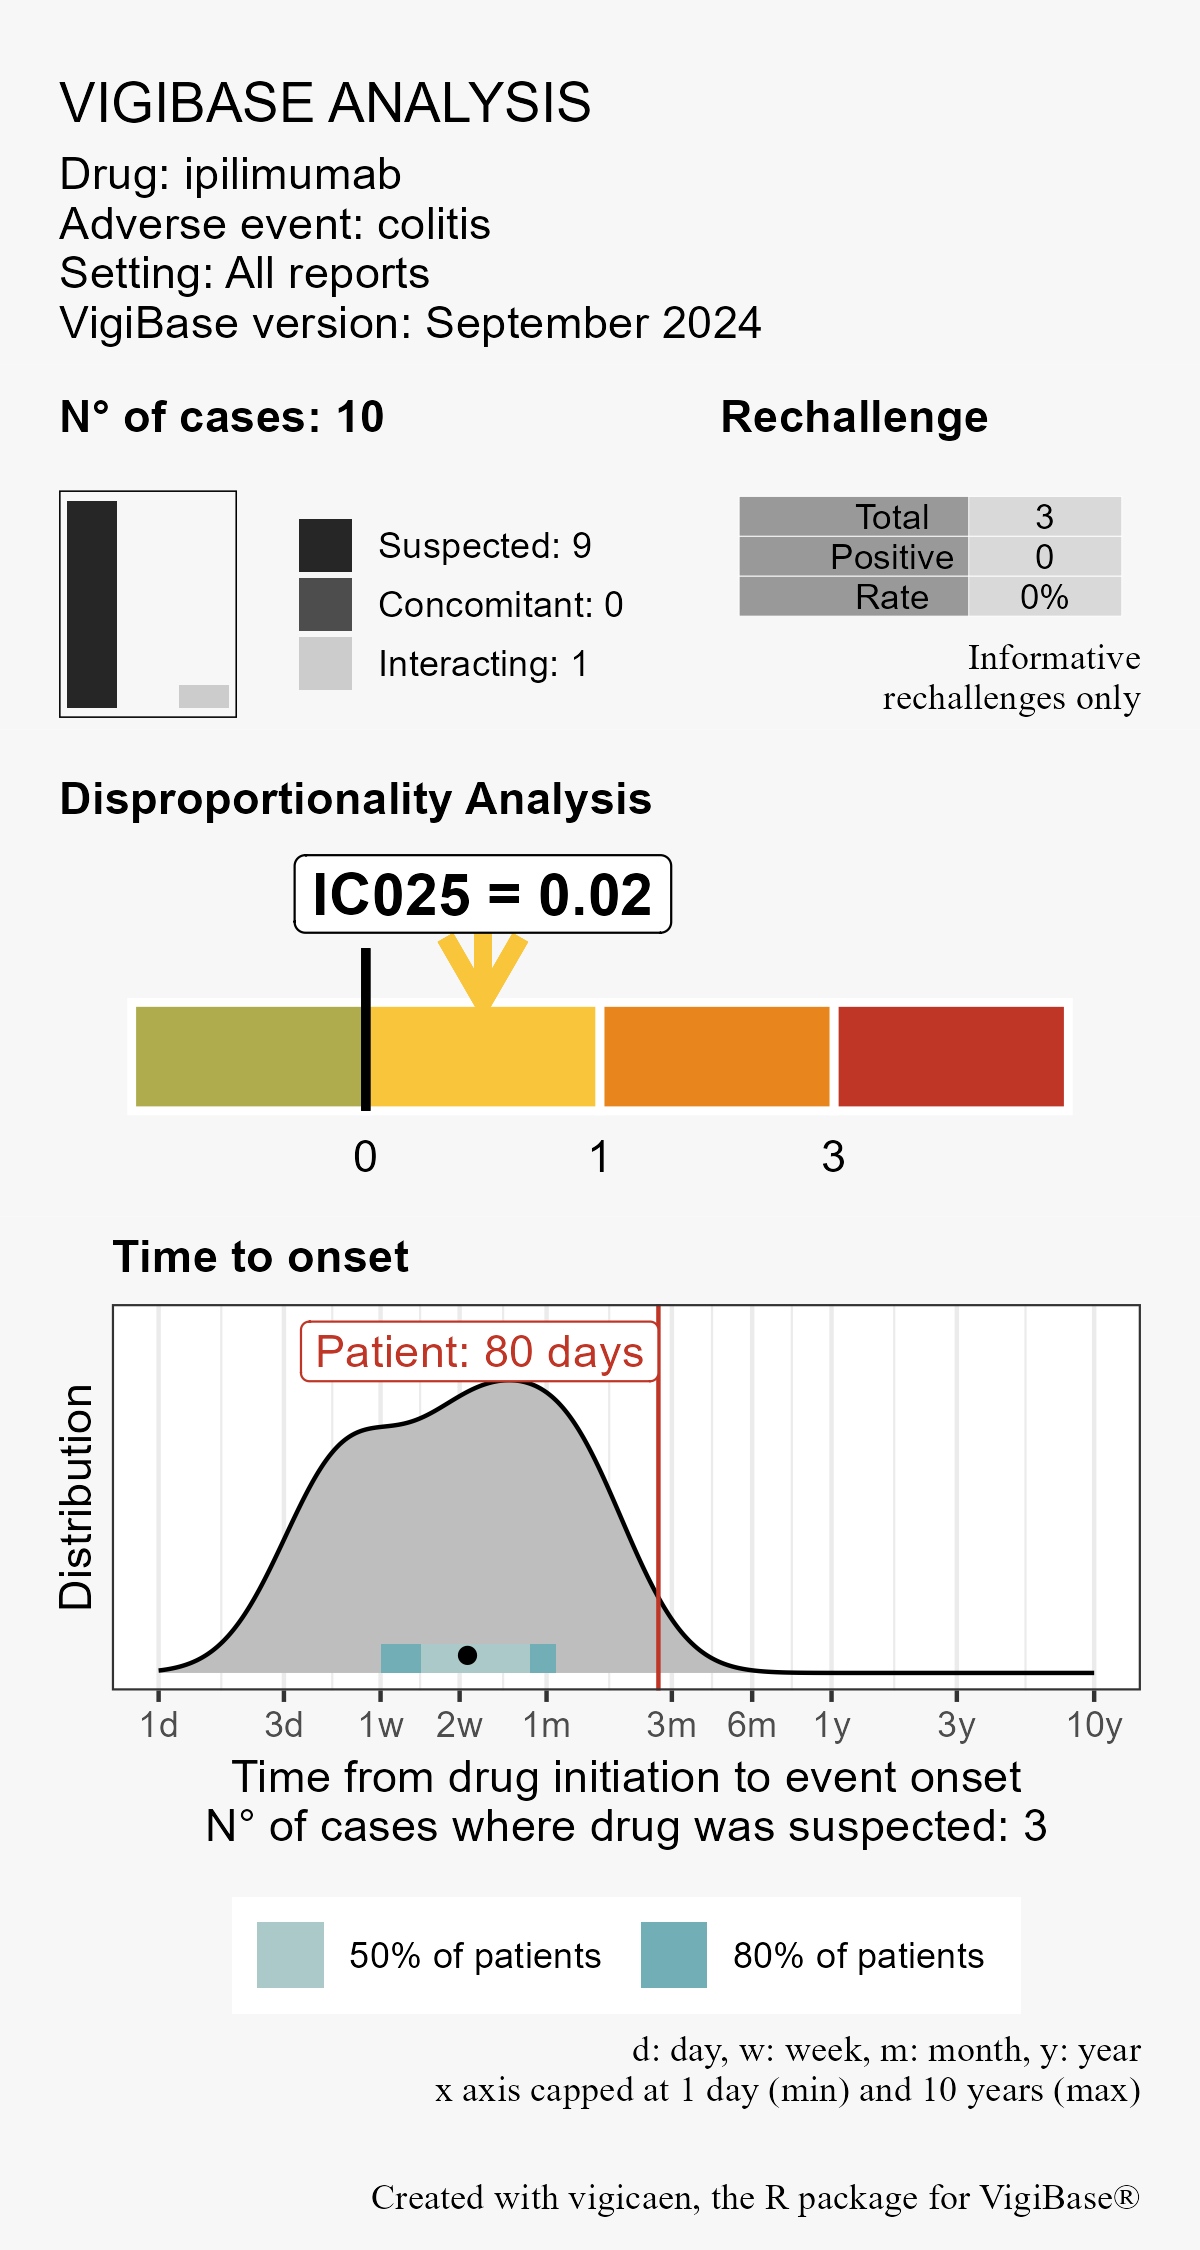 VIGIBASE ANALYSIS
Drug: ipilimumab
Adverse event: colitis
Setting: All reports
VigiBase version: September 2024
N° of cases: 10
Suspected: 9
Concomitant: 0
Interacting: 1
Rechallenge
Total 3
Positive 0
Rate 0%
Informative
rechallenges only
Disproportionality Analysis
IC025 = 0.02
0 1 3
Time to onset
Patient: 80 days
Distribution
1d 3d 1w 2w 1m 3m 6m 1y 3y 10y
Time from drug initiation to event onset
N° of cases where drug was suspected: 3
50% of patients 80% of patients
d: day, w: week, m: month, y: year
x axis capped at 1 day (min) and 10 years (max)
Created with vigicaen, the R package for VigiBase®